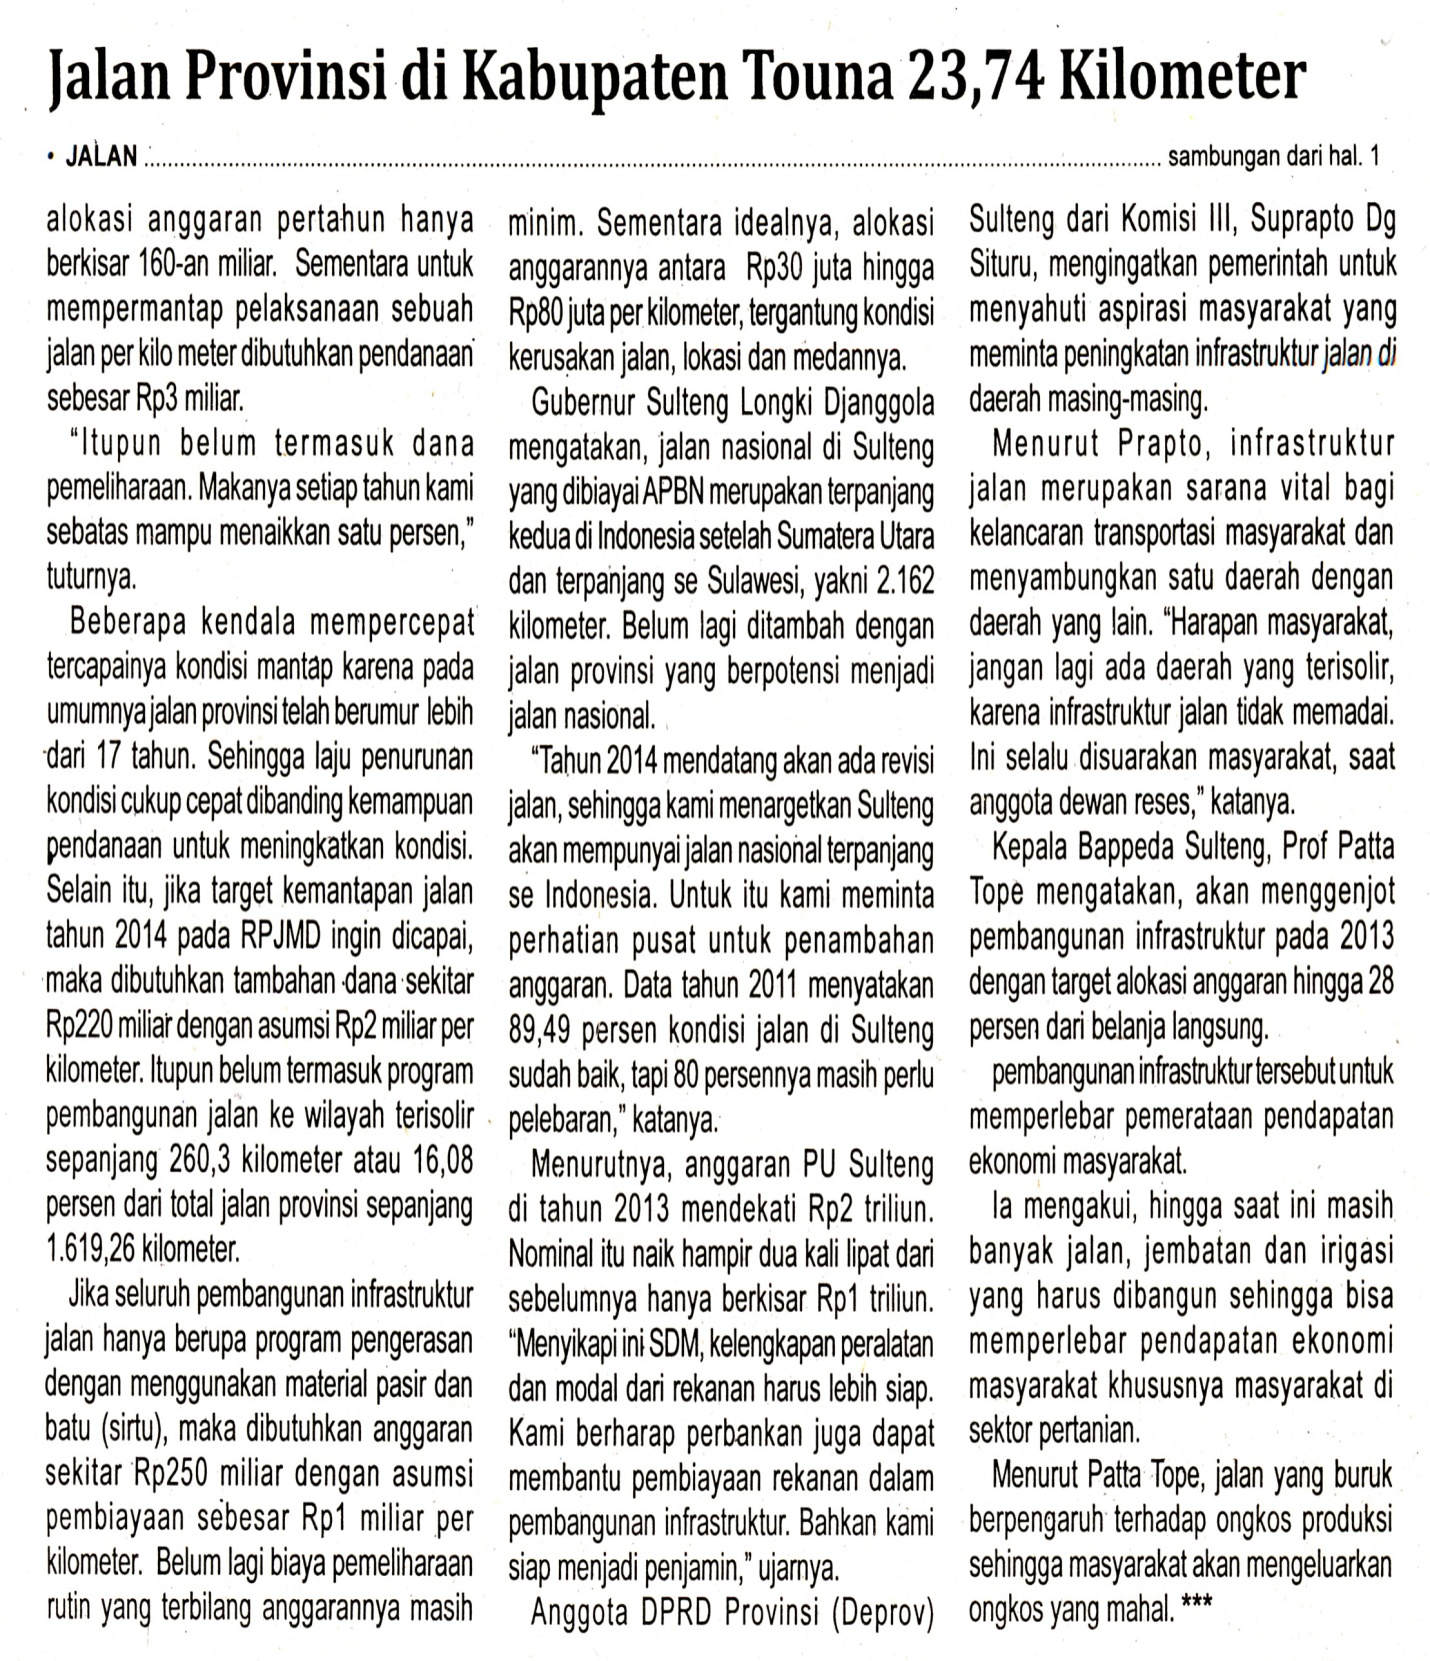 Jalan Provinsi di Kabupaten Touna 23,74 Kilometer
• JALAN ........................................................................ sambungan dari hal. 1
alokasi anggaran pertahun hanya
berkisar 160-an miliar. Sementara untuk
mempermantap pelaksanaan sebuah
jalan per kilo meter dibutuhkan pendanaan
sebesar Rp3 miliar.
“Itupun belum termasuk dana
pemeliharaan. Makanya setiap tahun kami
sebatas mampu menaikkan satu persen,”
tuturnya.
Beberapa kendala mempercepat
tercapainya kondisi mantap karena pada
umumnya jalan provinsi telah berumur lebih
dari 17 tahun. Sehingga laju penurunan
kondisi cukup cepat dibanding kemampuan
pendanaan untuk meningkatkan kondisi.
Selain itu, jika target kemantapan jalan
tahun 2014 pada RPJMD ingin dicapai,
maka dibutuhkan tambahan dana sekitar
Rp220 miliar dengan asumsi Rp2 miliar per
kilometer. Itupun belum termasuk program
pembangunan jalan ke wilayah terisolir
sepanjang 260,3 kilometer atau 16,08
persen dari total jalan provinsi sepanjang
1.619,26 kilometer.
Jika seluruh pembangunan infrastruktur
jalan hanya berupa program pengerasan
dengan menggunakan material pasir dan
batu (sirtu), maka dibutuhkan anggaran
sekitar Rp250 miliar dengan asumsi
pembiayaan sebesar Rp1 miliar per
kilometer. Belum lagi biaya pemeliharaan
rutin yang terbilang anggarannya masih
minim. Sementara idealnya, alokasi
anggarannya antara Rp30 juta hingga
Rp80 juta per kilometer, tergantung kondisi
kerusakan jalan, lokasi dan medannya.
Gubernur Sulteng Longki Djanggola
mengatakan, jalan nasional di Sulteng
yang dibiayai APBN merupakan terpanjang
kedua di Indonesia setelah Sumatera Utara
dan terpanjang se Sulawesi, yakni 2.162
kilometer. Belum lagi ditambah dengan
jalan provinsi yang berpotensi menjadi
jalan nasional.
“Tahun 2014 mendatang akan ada revisi
jalan, sehingga kami menargetkan Sulteng
akan mempunyai jalan nasional terpanjang
se Indonesia. Untuk itu kami meminta
perhatian pusat untuk penambahan
anggaran. Data tahun 2011 menyatakan
89,49 persen kondisi jalan di Sulteng
sudah baik, tapi 80 persennya masih perlu
pelebaran,” katanya.
Menurutnya, anggaran PU Sulteng
di tahun 2013 mendekati Rp2 triliun.
Nominal itu naik hampir dua kali lipat dari
sebelumnya hanya berkisar Rp1 triliun.
“Menyikapi ini SDM, kelengkapan peralatan
dan modal dari rekanan harus lebih siap.
Kami berharap perbankan juga dapat
membantu pembiayaan rekanan dalam
pembangunan infrastruktur. Bahkan kami
siap menjadi penjamin,” ujarnya.
Anggota DPRD Provinsi (Deprov)
Sulteng dari Komisi III, Suprapto Dg
Situru, mengingatkan pemerintah untuk
menyahuti aspirasi masyarakat yang
meminta peningkatan infrastruktur jalan di
daerah masing-masing.
Menurut Prapto, infrastruktur
jalan merupakan sarana vital bagi
kelancaran transportasi masyarakat dan
menyambungkan satu daerah dengan
daerah yang lain. “Harapan masyarakat,
jangan lagi ada daerah yang terisolir,
karena infrastruktur jalan tidak memadai.
Ini selalu disuarakan masyarakat, saat
anggota dewan reses,” katanya.
Kepala Bappeda Sulteng, Prof Patta
Tope mengatakan, akan menggenjot
pembangunan infrastruktur pada 2013
dengan target alokasi anggaran hingga 28
persen dari belanja langsung.
pembangunan infrastruktur tersebut untuk
memperlebar pemerataan pendapatan
ekonomi masyarakat.
Ia mengakui, hingga saat ini masih
banyak jalan, jembatan dan irigasi
yang harus dibangun sehingga bisa
memperlebar pendapatan ekonomi
masyarakat khususnya masyarakat di
sektor pertanian.
Menurut Patta Tope, jalan yang buruk
berpengaruh terhadap ongkos produksi
sehingga masyarakat akan mengeluarkan
ongkos yang mahal. ***